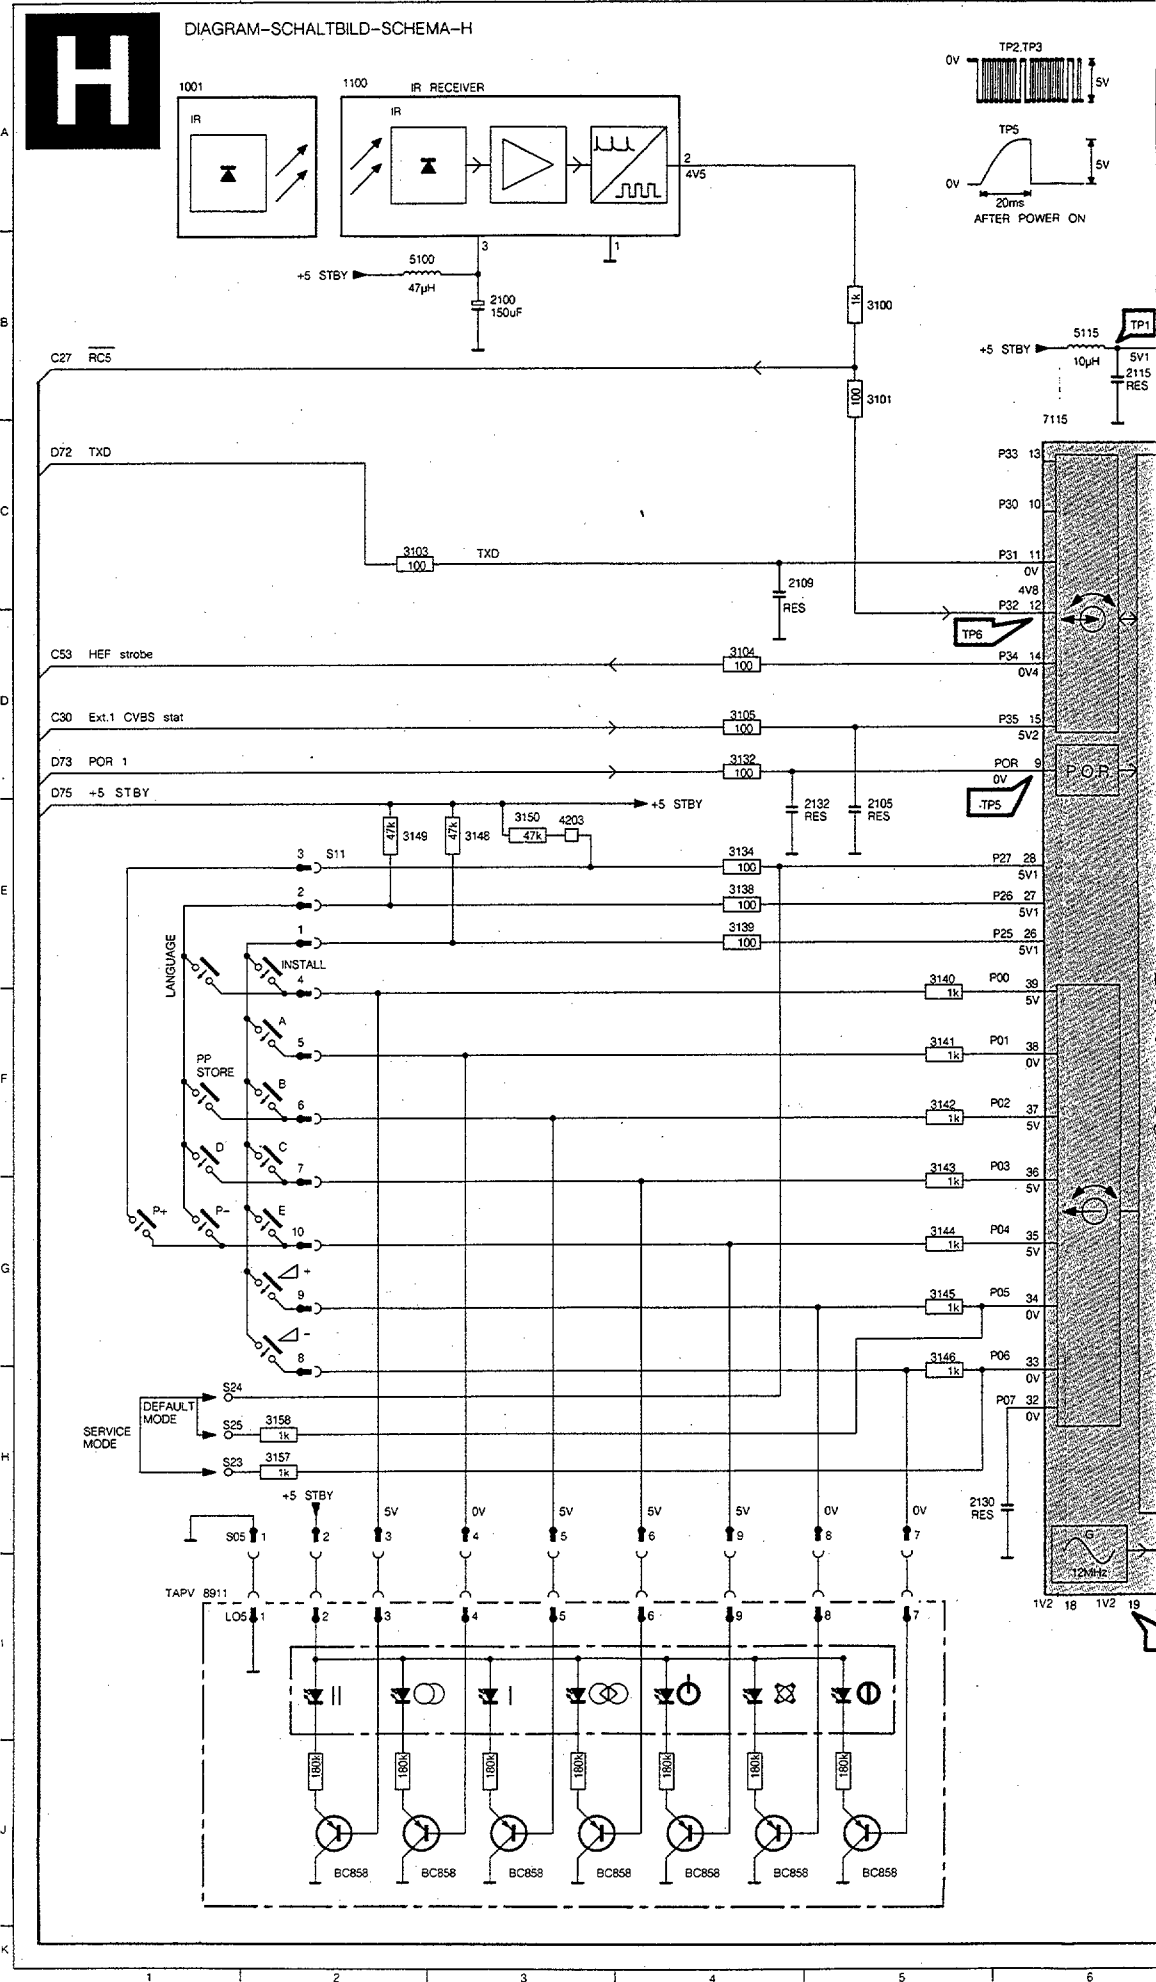 H
DIAGRAM-SCHALTBILD-SCHEMA-H
1001
IR
1100
IR RECEIVER
IR
2
4V5
3
1
TP2.TP3
0V
5V
TP5
0V
5V
20ms
AFTER POWER ON
+5 STBY
5100
47µH
2100
150uF
1k
3100
100
3101
C27 RC5
+5 STBY
5115
10µH
TP1
5V1
2115
RES
7115
D72 TXD
3103
100
TXD
2109
RES
P33 13
P30 10
P31 11
0V
4V8
P32 12
TP6
C53 HEF strobe
3104
100
P34 14
0V4
C30 Ext.1 CVBS stat
3105
100
P35 15
5V2
D73 POR 1
3132
100
POR 9
0V
POR
TP5
D75 +5 STBY
+5 STBY
2132
RES
2105
RES
47k
3149
47k
3148
3150
47k
4203
3 S11
3134
100
P27 28
5V1
2
3138
100
P26 27
5V1
1
3139
100
P25 26
5V1
LANGUAGE
INSTALL
4
3140
1k
P00
39
5V
A
5
3141
1k
P01
38
0V
PP
STORE
B
6
3142
1k
P02
37
5V
D
C
7
3143
1k
P03
36
5V
P+
P-
E
10
3144
1k
P04
35
5V
+
9
3145
1k
P05
34
0V
-
8
3146
1k
P06
33
0V
P07 32
0V
SERVICE
MODE
DEFAULT
MODE
S24
S25
3158
1k
S23
3157
1k
2130
RES
G
12MHz
1V2 18 1V2 19
+5 STBY
5V 0V 5V 5V 5V 0V 0V
S05 1 2 3 4 5 6 9 8 7
TAPV 8911
L05 1 2 3 4 5 6 9 8 7
II
I
180k 180k 180k 180k 180k 180k 180k
BC858 BC858 BC858 BC858 BC858 BC858 BC858
A
B
C
D
E
F
G
H
I
J
K
1 2 3 4 5 6